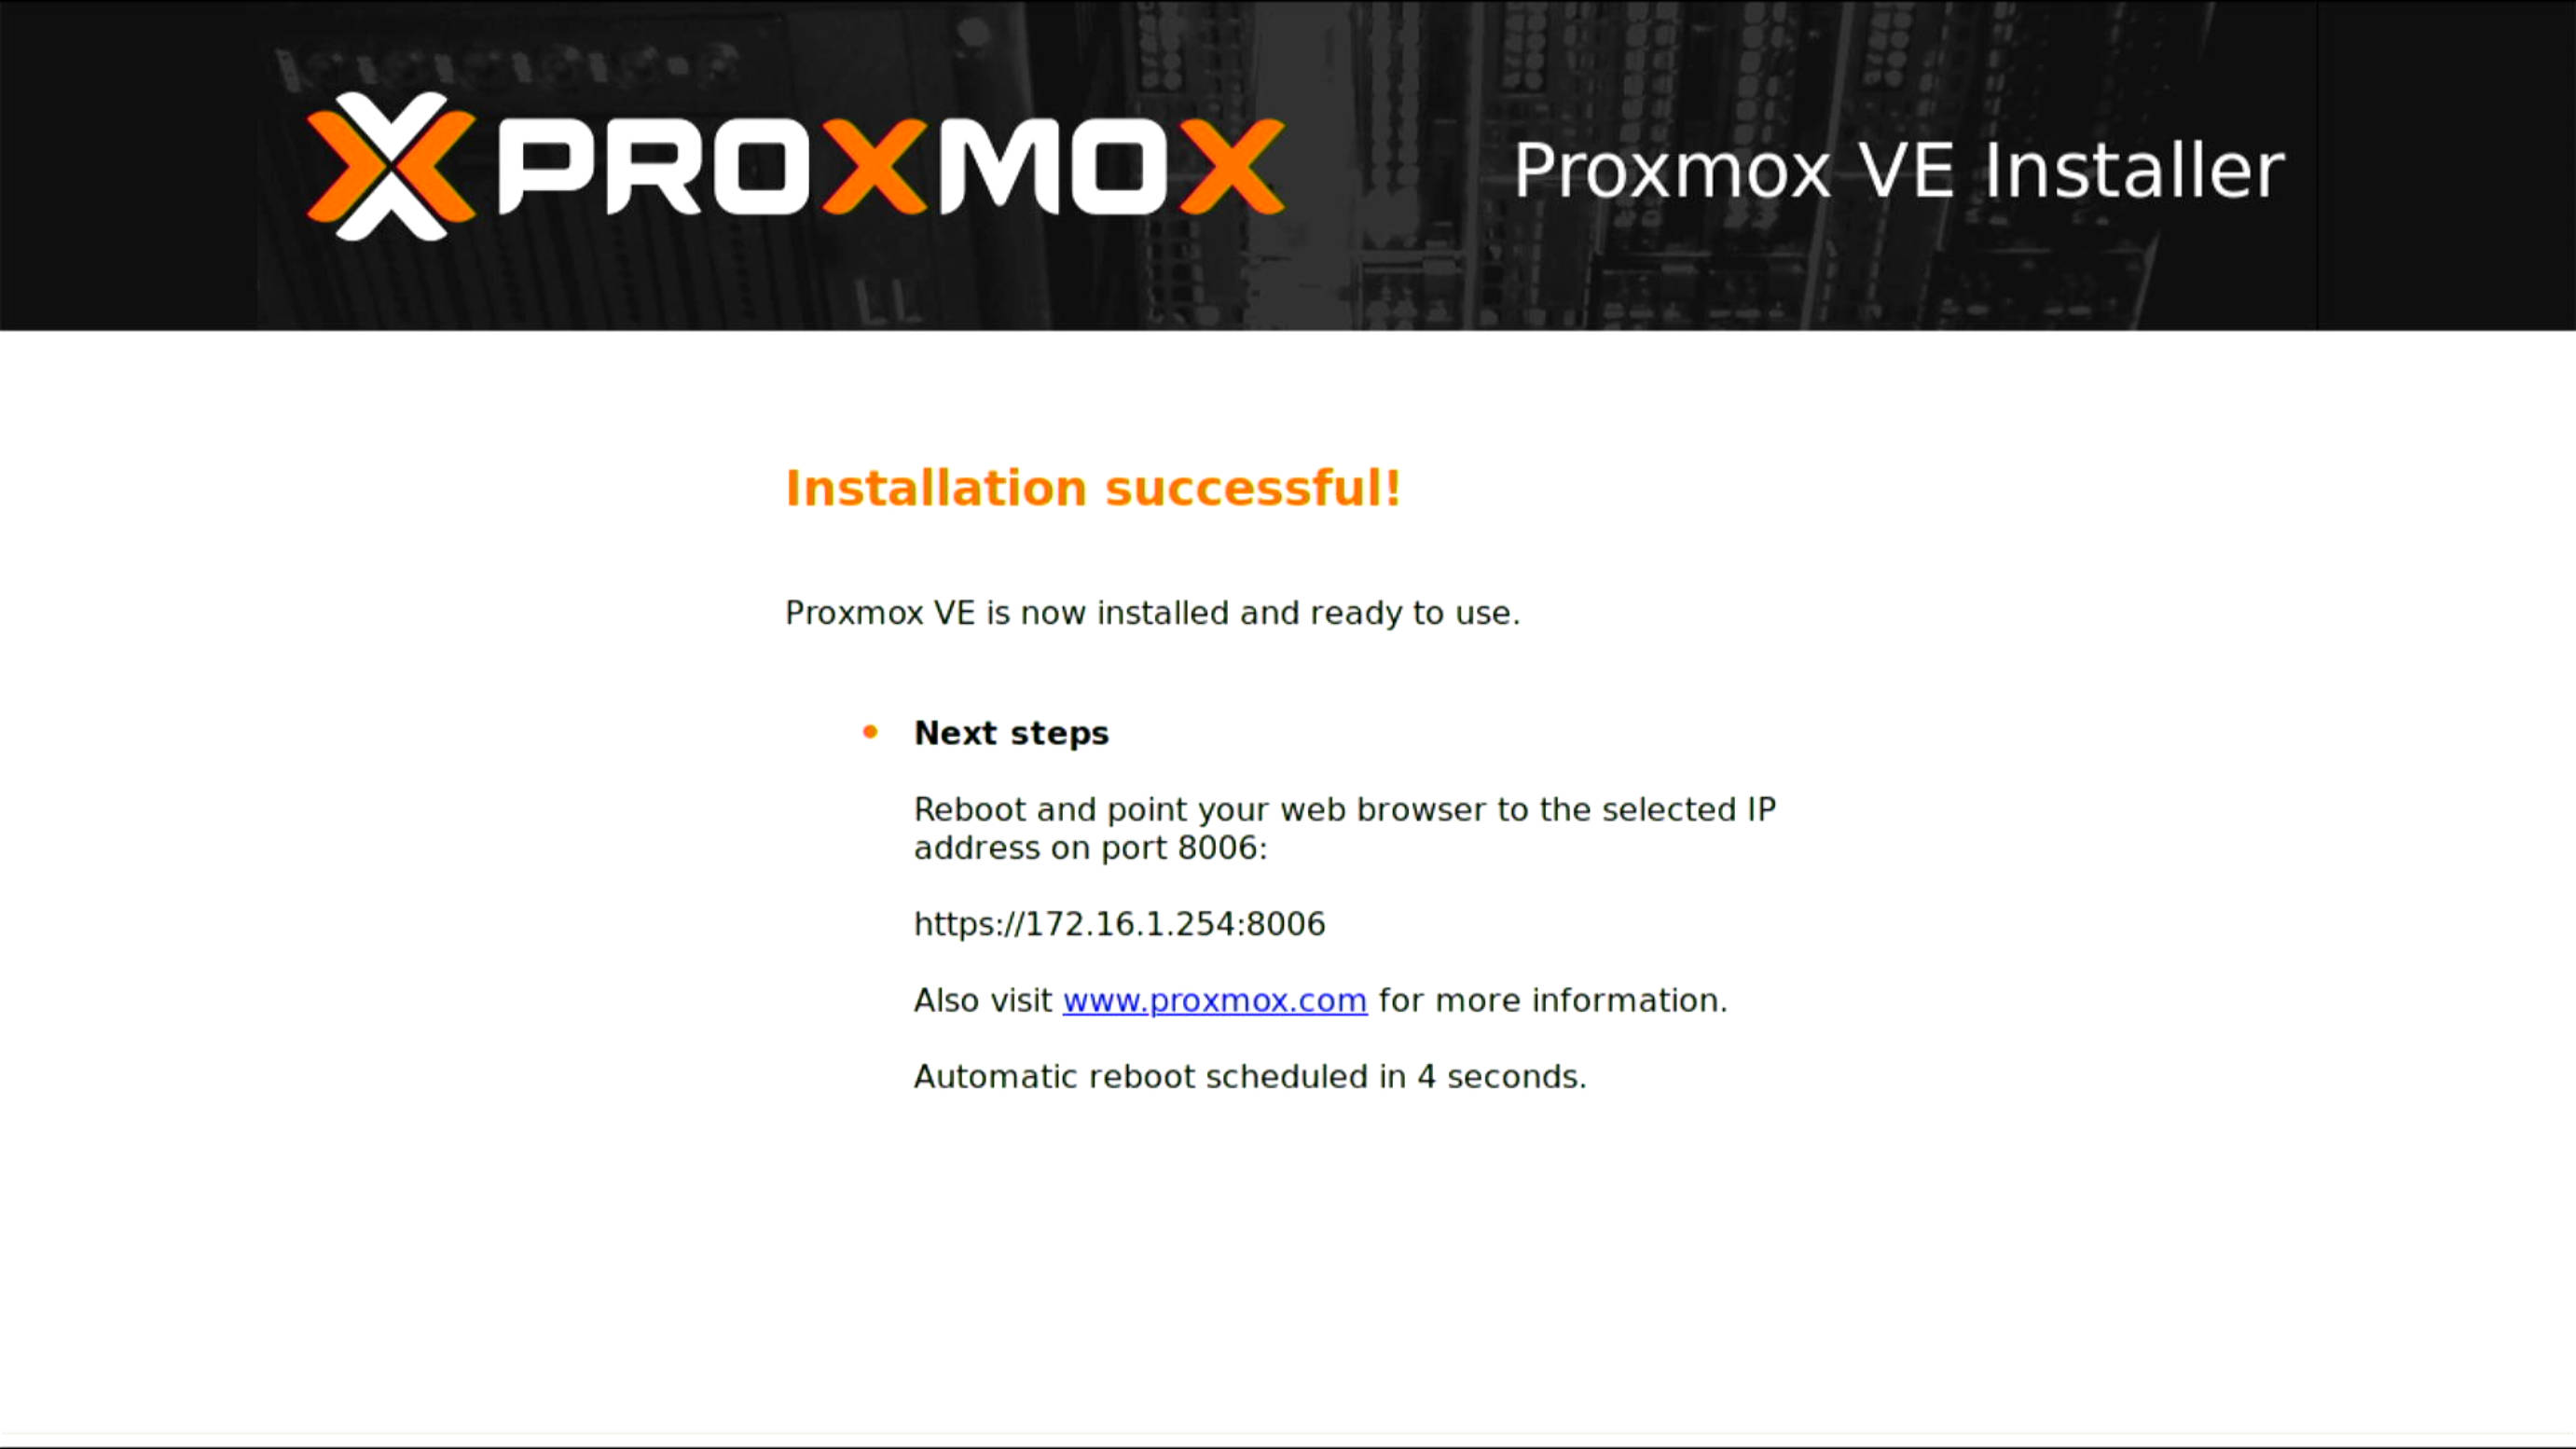 PROXMOX
Proxmox VE Installer
Installation successful!
Proxmox VE is now installed and ready to use.
Next steps
Reboot and point your web browser to the selected IP
address on port 8006:
https://172.16.1.254:8006
Also visit www.proxmox.com for more information.
Automatic reboot scheduled in 4 seconds.